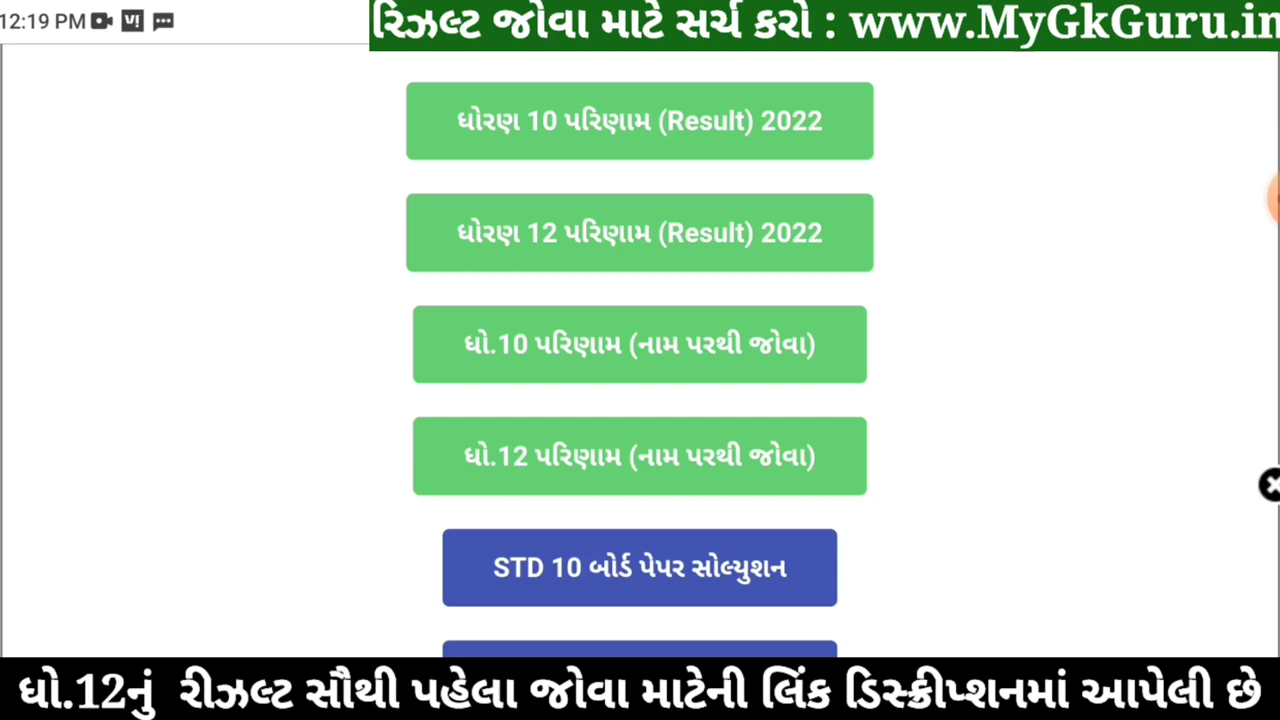 12:19 PM
રિઝલ્ટ જોવા માટે સર્ચ કરો : www.MyGkGuru.in
ધોરણ 10 પરિણામ (Result) 2022
ધોરણ 12 પરિણામ (Result) 2022
ધો.10 પરિણામ (નામ પરથી જોવા)
ધો.12 પરિણામ (નામ પરથી જોવા)
STD 10 બોર્ડ પેપર સોલ્યુશન
ધો.12નું રીઝલ્ટ સૌથી પહેલા જોવા માટેની લિંક ડિસ્ક્રીપ્શનમાં આપેલી છે